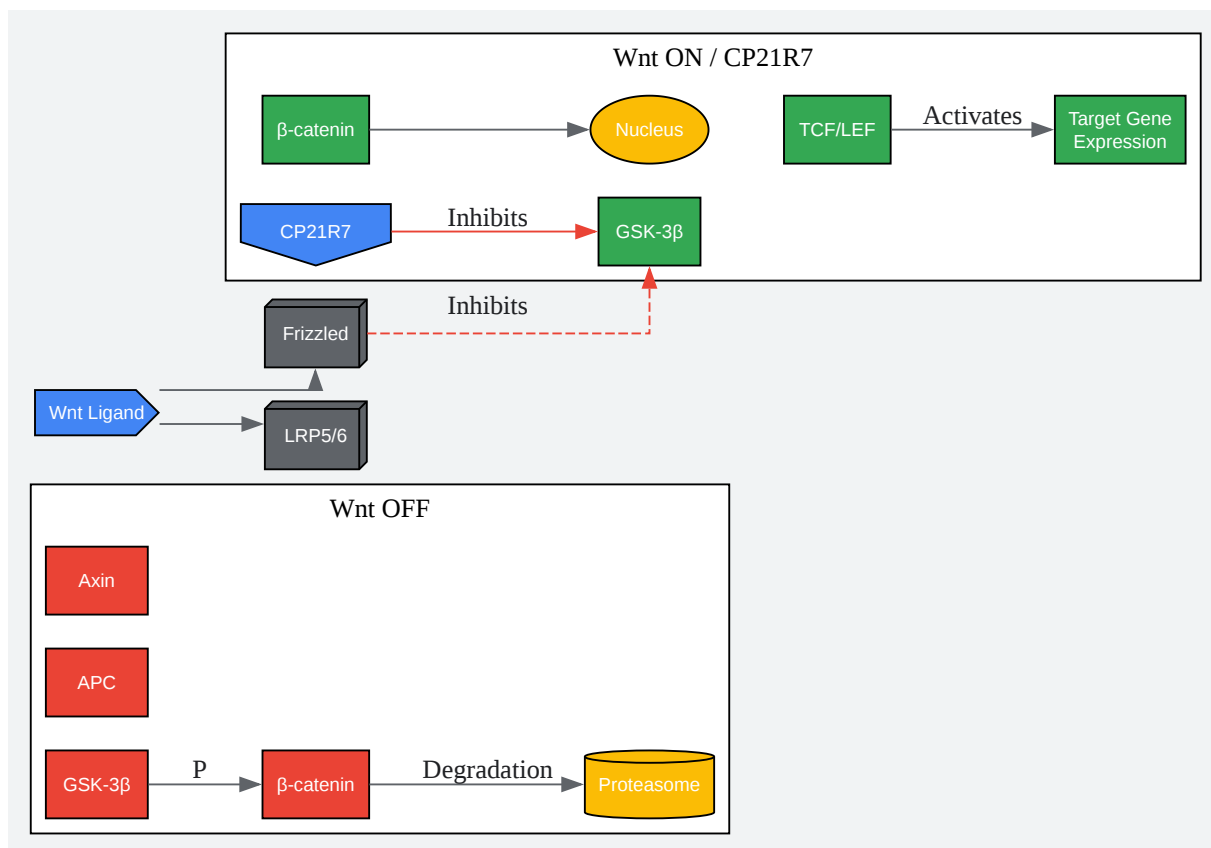 Wnt ON / CP21R7
β-catenin
Nucleus
TCF/LEF
Activates
Target Gene
Expression
CP21R7
Inhibits
GSK-3β
Inhibits
Frizzled
Wnt Ligand
LRP5/6
Wnt OFF
Axin
APC
GSK-3β
P
β-catenin
Degradation
Proteasome